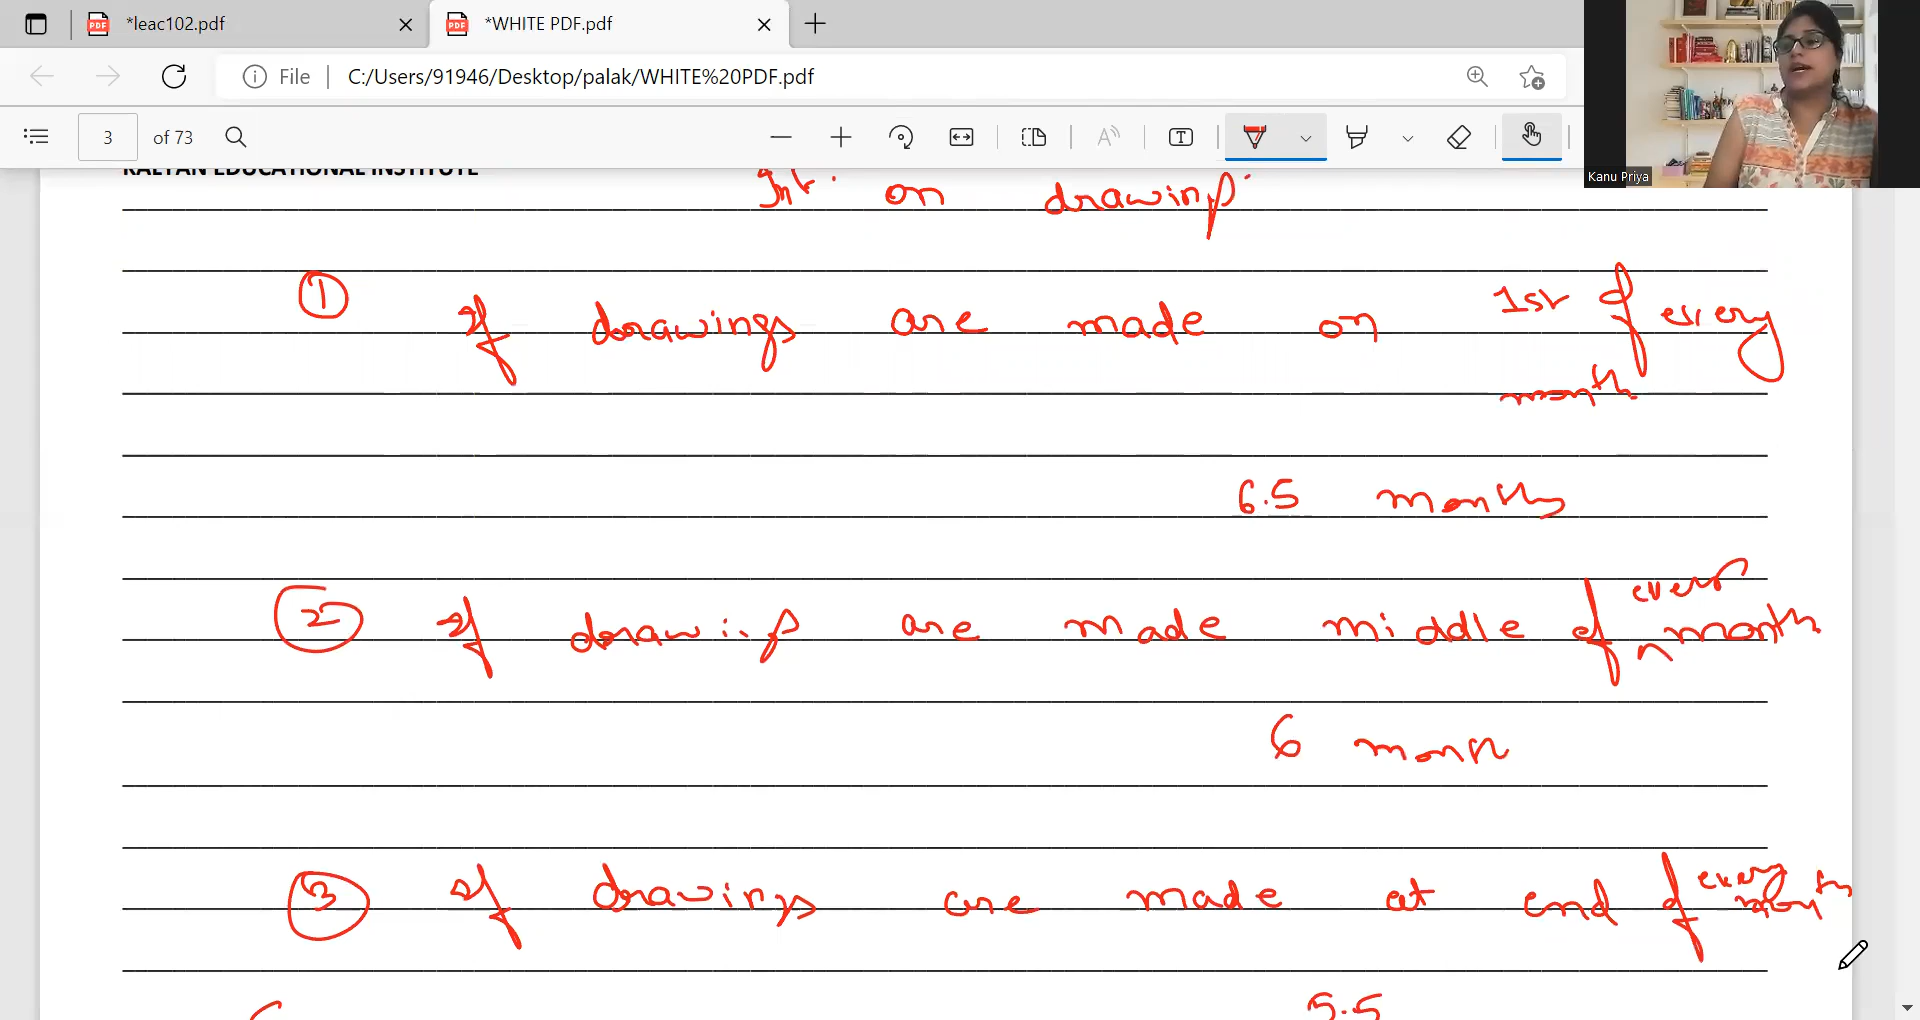 *leac102.pdf
*WHITE PDF.pdf
File
C:/Users/91946/Desktop/palak/WHITE%20PDF.pdf
3 of 73
Kanu Priya
KALYAN EDUCATIONAL INSTITUTE
Int. on drawings
① If drawings are made on 1st of every
month
6.5 months
② If drawings are made middle of every month
6 month
③ If drawings are made at end of every month
5.5